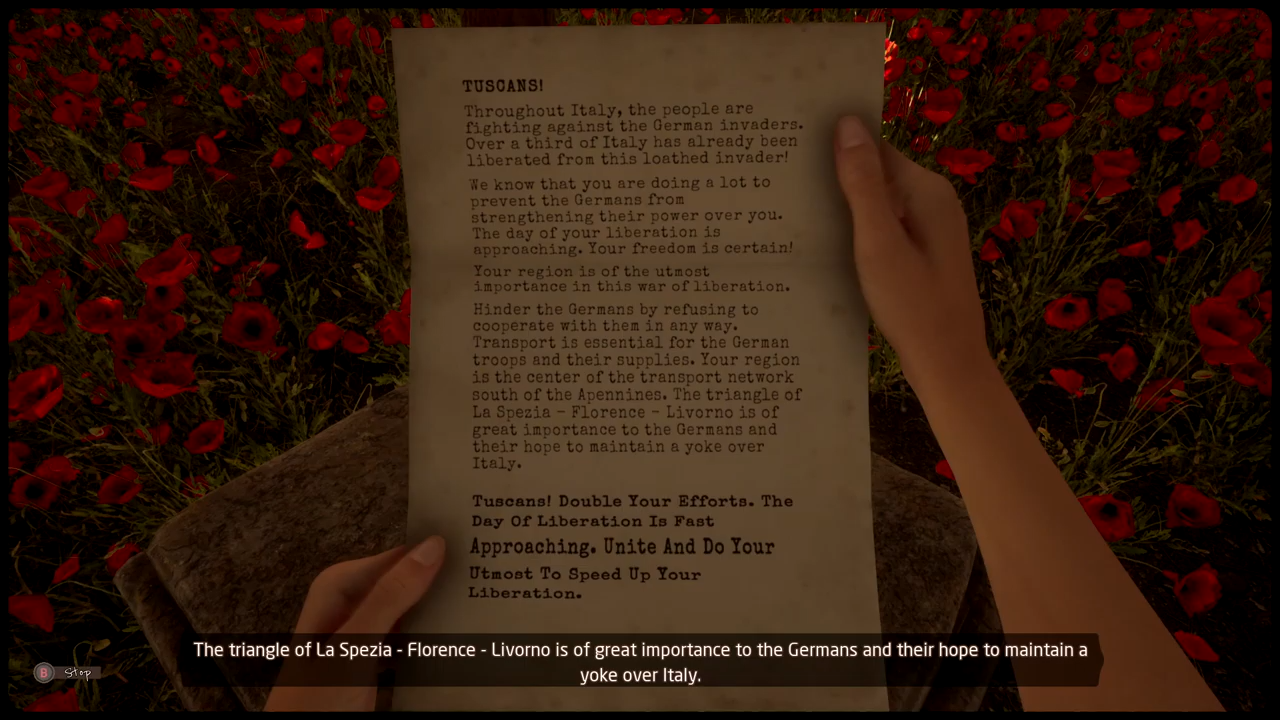 TUSCANS!
Throughout Italy, the people are
fighting against the German invaders.
Over a third of Italy has already been
liberated from this loathed invader!
We know that you are doing a lot to
prevent the Germans from
strengthening their power over you.
The day of your liberation is
approaching. Your freedom is certain!
Your region is of the utmost
importance in this war of liberation.
Hinder the Germans by refusing to
cooperate with them in any way.
Transport is essential for the German
troops and their supplies. Your region
is the center of the transport network
south of the Apennines. The triangle of
La Spezia - Florence - Livorno is of
great importance to the Germans and
their hope to maintain a yoke over
Italy.
Tuscans! Double Your Efforts. The
Day Of Liberation Is Fast
Approaching. Unite And Do Your
Utmost To Speed Up Your
Liberation.
The triangle of La Spezia - Florence - Livorno is of great importance to the Germans and their hope to maintain a
yoke over Italy.
B Stop